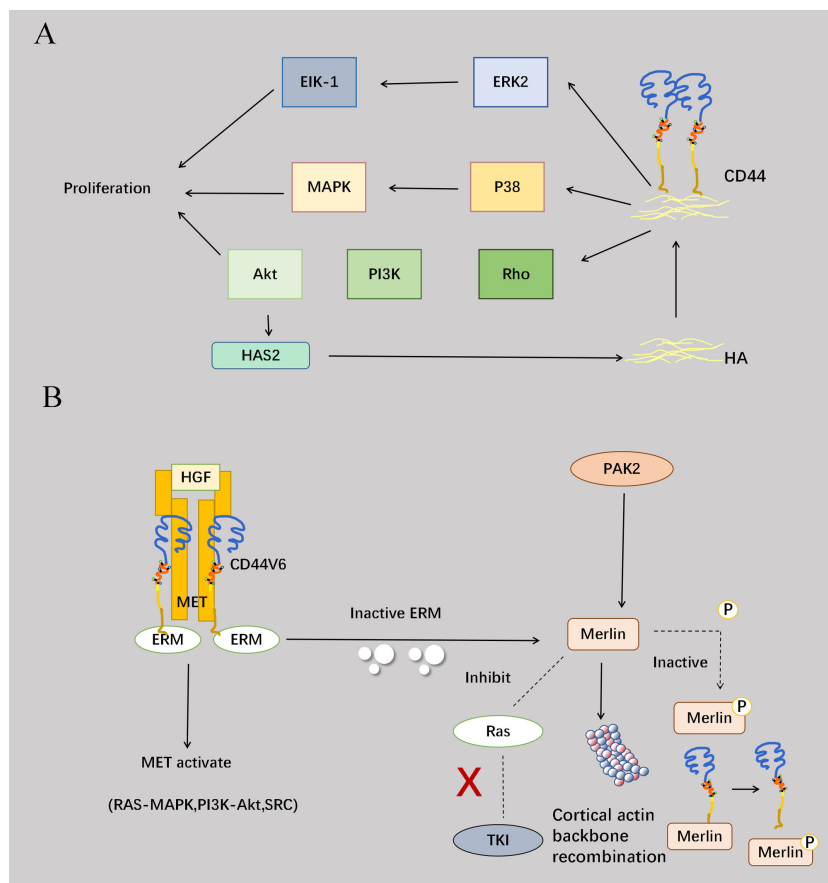 A
EIK-1
ERK2
CD44
Proliferation
MAPK
P38
Akt
PI3K
Rho
HAS2
HA
B
HGF
PAK2
CD44V6
MET
ERM
ERM
Inactive ERM
Merlin
P
Inactive
Inhibit
Merlin
P
Ras
MET activate
(RAS-MAPK,PI3K-Akt,SRC)
X
TKI
Cortical actin
backbone
recombination
Merlin
Merlin
P